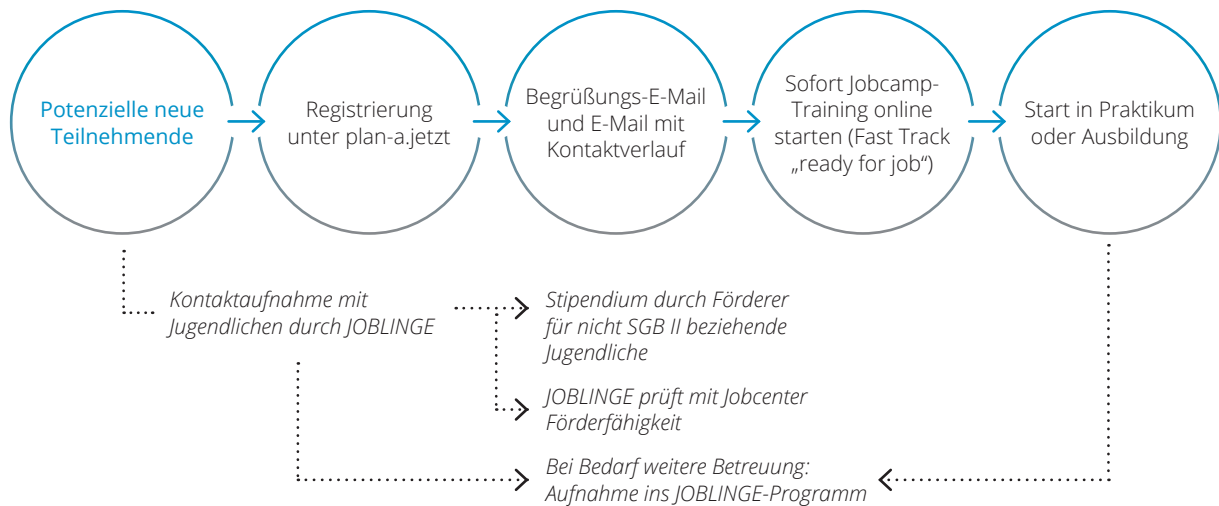 Potenzielle neue
Teilnehmende
Registrierung
unter plan-a.jetzt
Begrüßungs-E-Mail
und E-Mail mit
Kontaktverlauf
Sofort Jobcamp-
Training online
starten (Fast Track
„ready for job“)
Start in Praktikum
oder Ausbildung
Kontaktaufnahme mit
Jugendlichen durch JOBLINGE
Stipendium durch Förderer
für nicht SGB II beziehende
Jugendliche
JOBLINGE prüft mit Jobcenter
Förderfähigkeit
Bei Bedarf weitere Betreuung:
Aufnahme ins JOBLINGE-Programm